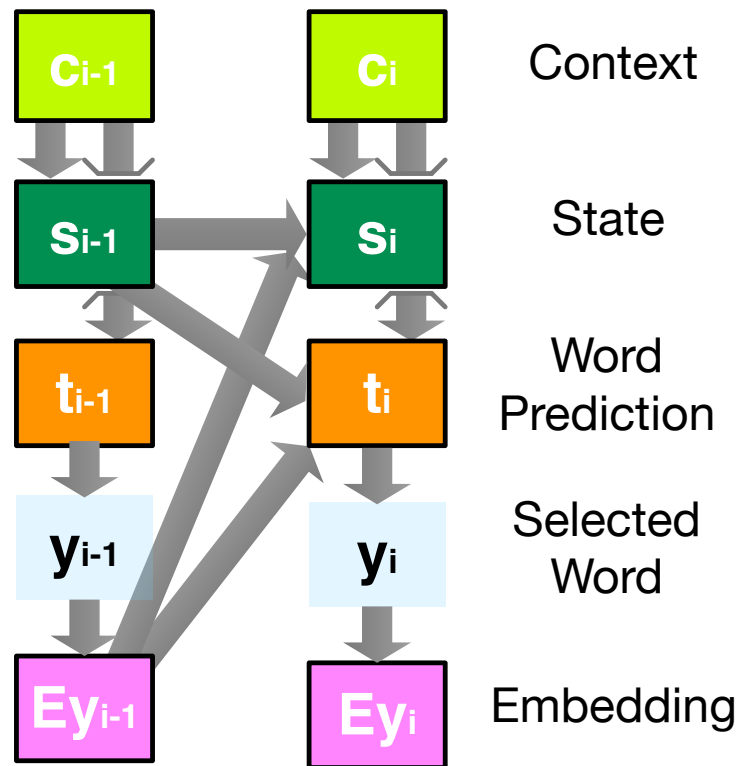 ci-1 ci Context
si-1 si State
ti-1 ti Word
Prediction
yi-1 yi Selected
Word
Eyi-1 Eyi Embedding